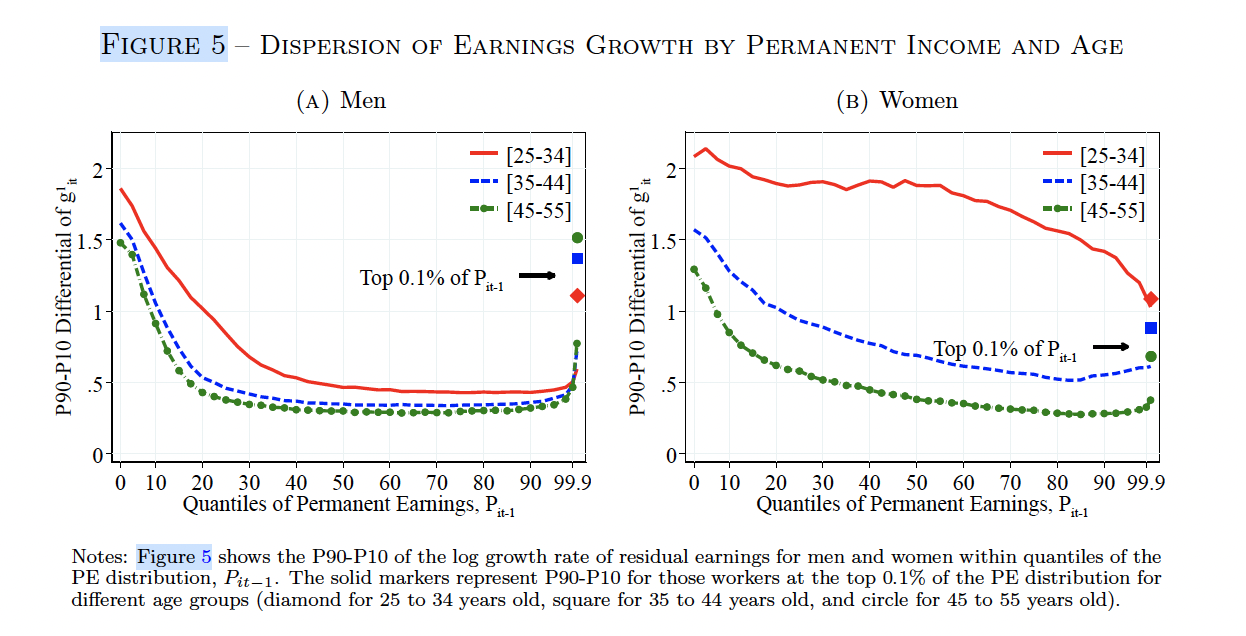 FIGURE 5 – DISPERSION OF EARNINGS GROWTH BY PERMANENT INCOME AND AGE
(A) Men
(B) Women
P90-P10 Differential of g¹it
2
1.5
1
.5
0
[25-34]
[35-44]
[45-55]
Top 0.1% of Pit-1
0 10 20 30 40 50 60 70 80 90 99.9
Quantiles of Permanent Earnings, Pit-1
P90-P10 Differential of g¹it
2
1.5
1
.5
0
[25-34]
[35-44]
[45-55]
Top 0.1% of Pit-1
0 10 20 30 40 50 60 70 80 90 99.9
Quantiles of Permanent Earnings, Pit-1
Notes: Figure 5 shows the P90-P10 of the log growth rate of residual earnings for men and women within quantiles of the
PE distribution, Pit−1. The solid markers represent P90-P10 for those workers at the top 0.1% of the PE distribution for
different age groups (diamond for 25 to 34 years old, square for 35 to 44 years old, and circle for 45 to 55 years old).